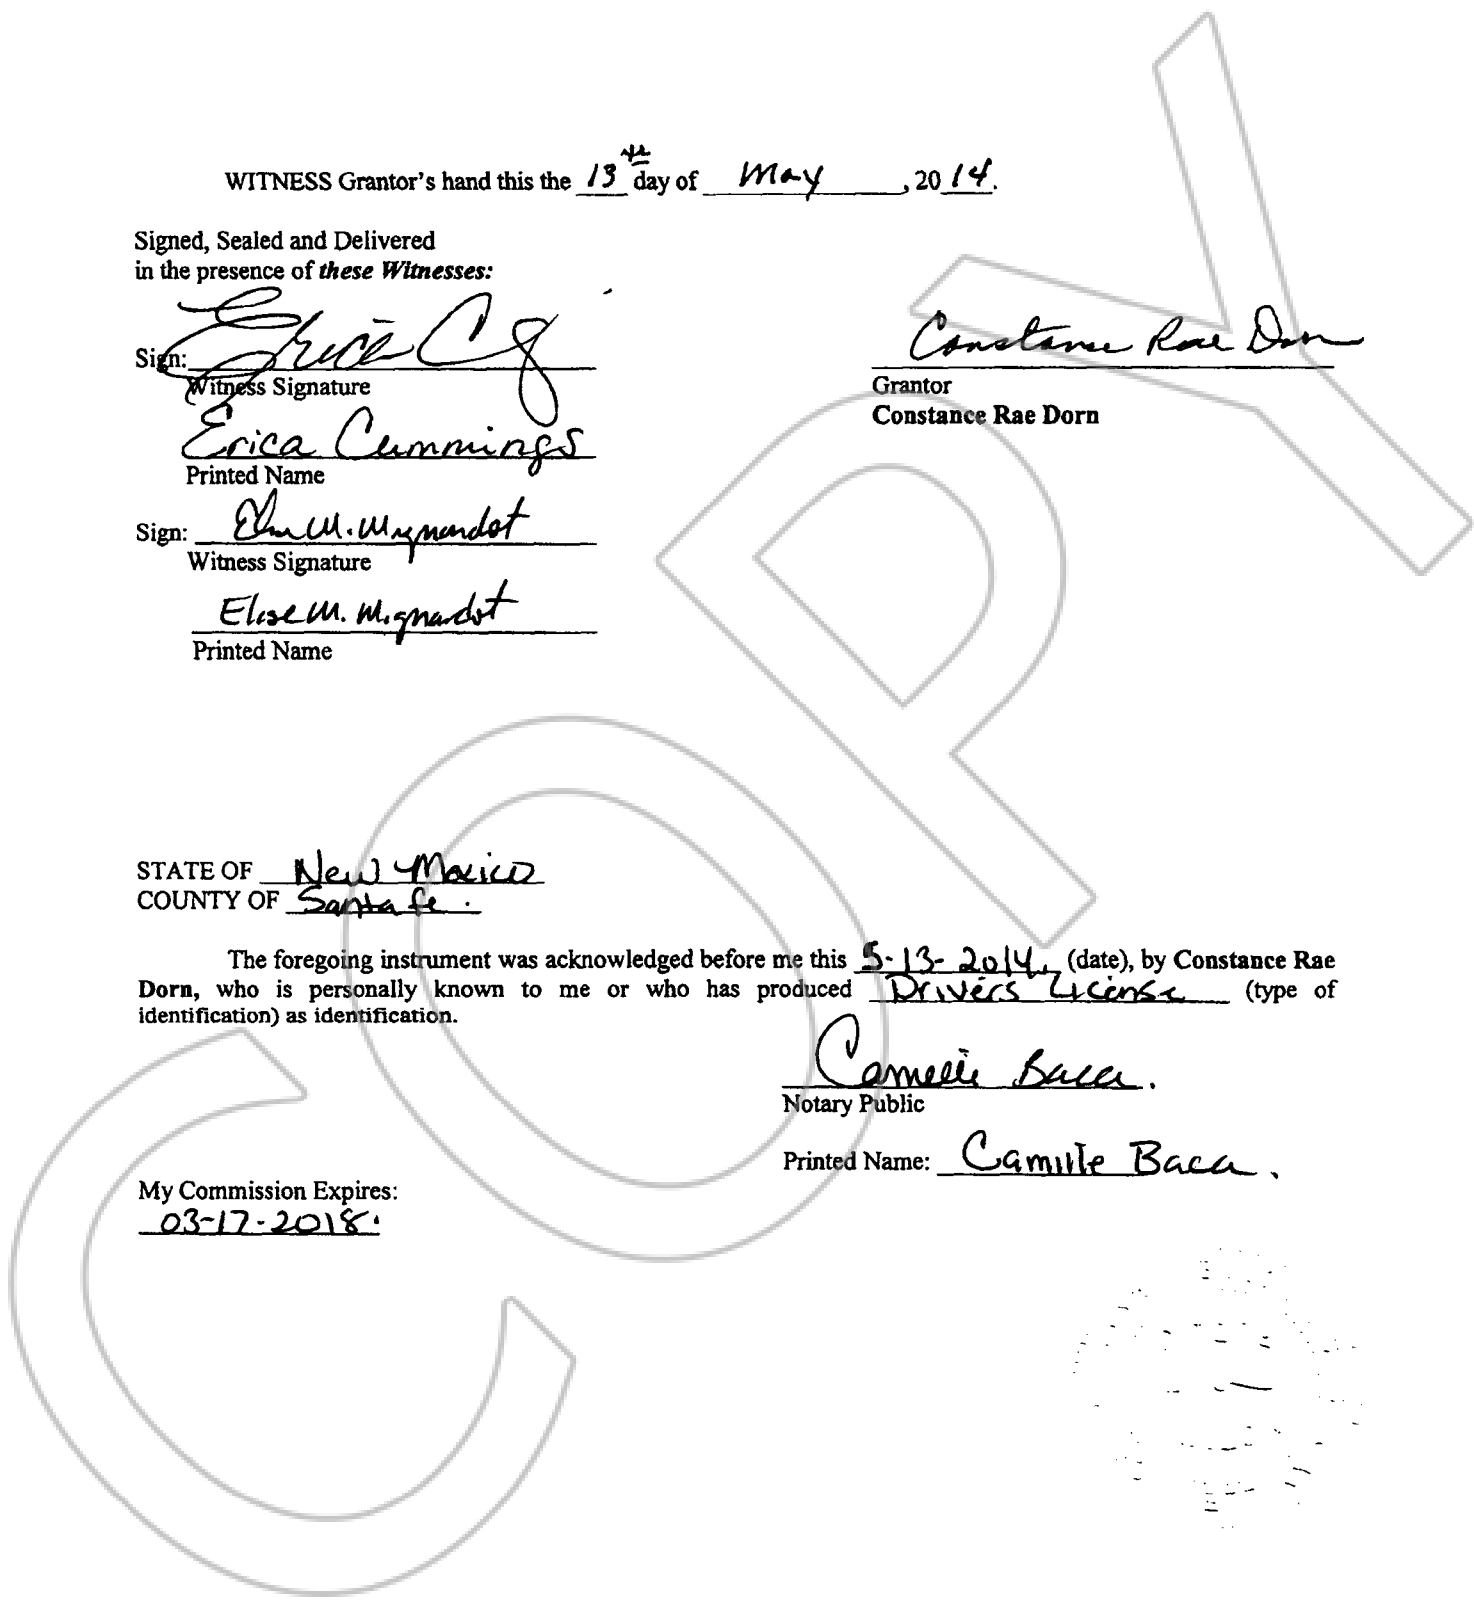 WITNESS Grantor's hand this the 13th day of May, 2014.
Signed, Sealed and Delivered
in the presence of these Witnesses:
Sign: Erica C
Witness Signature
Constance Rae Dorn
Grantor
Constance Rae Dorn
Erica Cummings
Printed Name
Sign: Elise M. Mignardot
Witness Signature
Elise M. Mignardot
Printed Name
STATE OF New Mexico
COUNTY OF Santa Fe.
The foregoing instrument was acknowledged before me this 5-13-2014, (date), by Constance Rae
Dorn, who is personally known to me or who has produced Drivers License (type of
identification) as identification.
Camille Baca.
Notary Public
Printed Name: Camille Baca.
My Commission Expires:
03-17-2018.
COPY